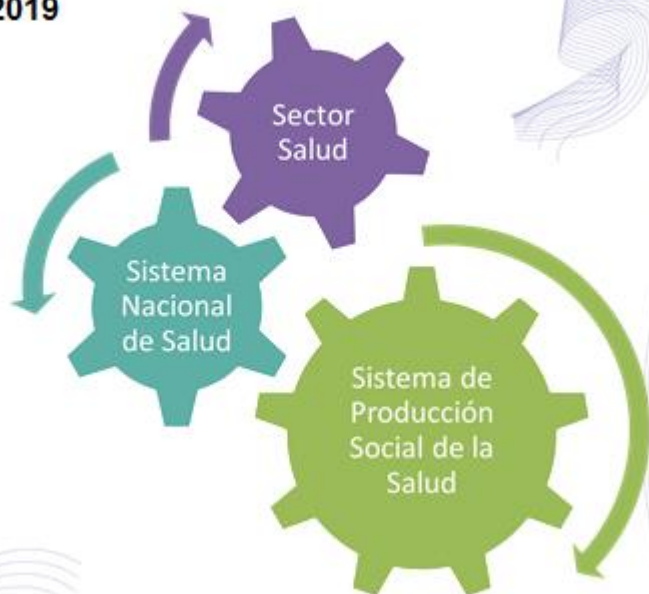 2019
Sector
Salud
Sistema
Nacional
de Salud
Sistema de
Producción
Social de la
Salud